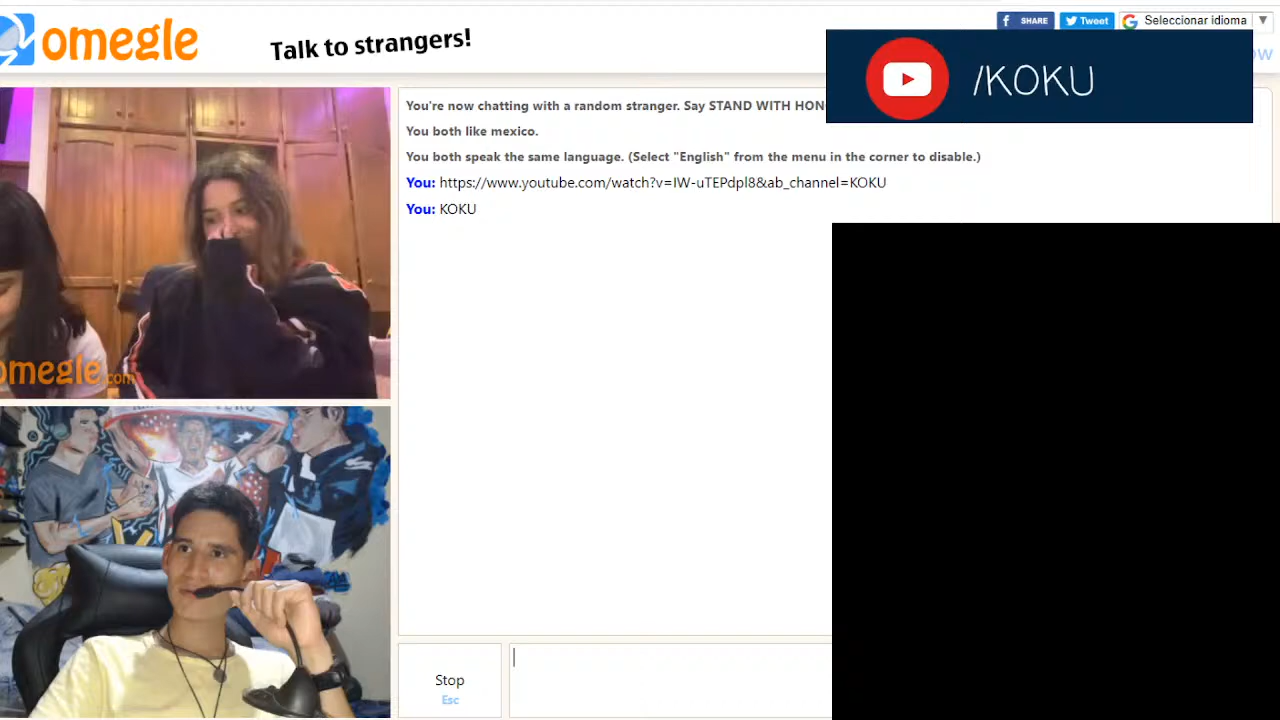 omegle
Talk to strangers!
SHARE
Tweet
Seleccionar idioma
/KOKU
You're now chatting with a random stranger. Say STAND WITH HONG
You both like mexico.
You both speak the same language. (Select "English" from the menu in the corner to disable.)
You: https://www.youtube.com/watch?v=IW-uTEPdpl8&ab_channel=KOKU
You: KOKU
omegle.com
Stop
Esc